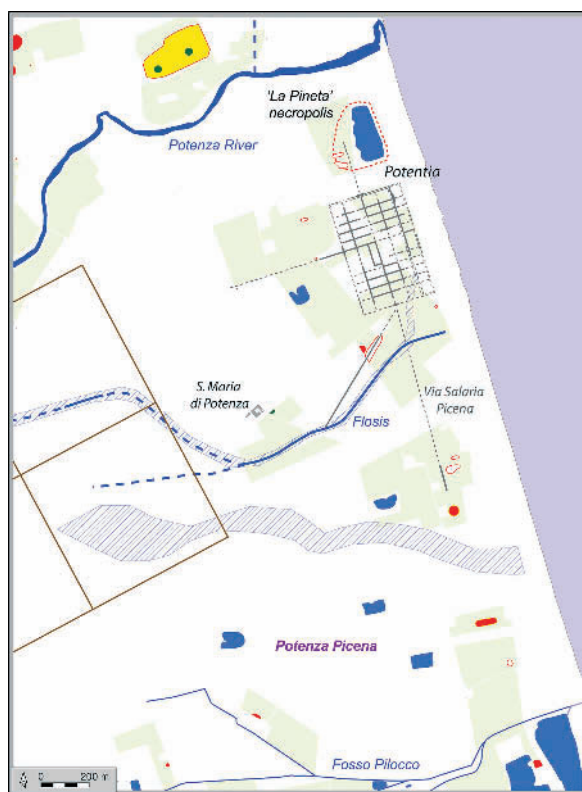 'La Pineta'
necropolis
Potenza River
Potentia
S. Maria
di Potenza
Via Salaria
Picena
Flosis
Potenza Picena
Fosso Pilocco
0 200 m